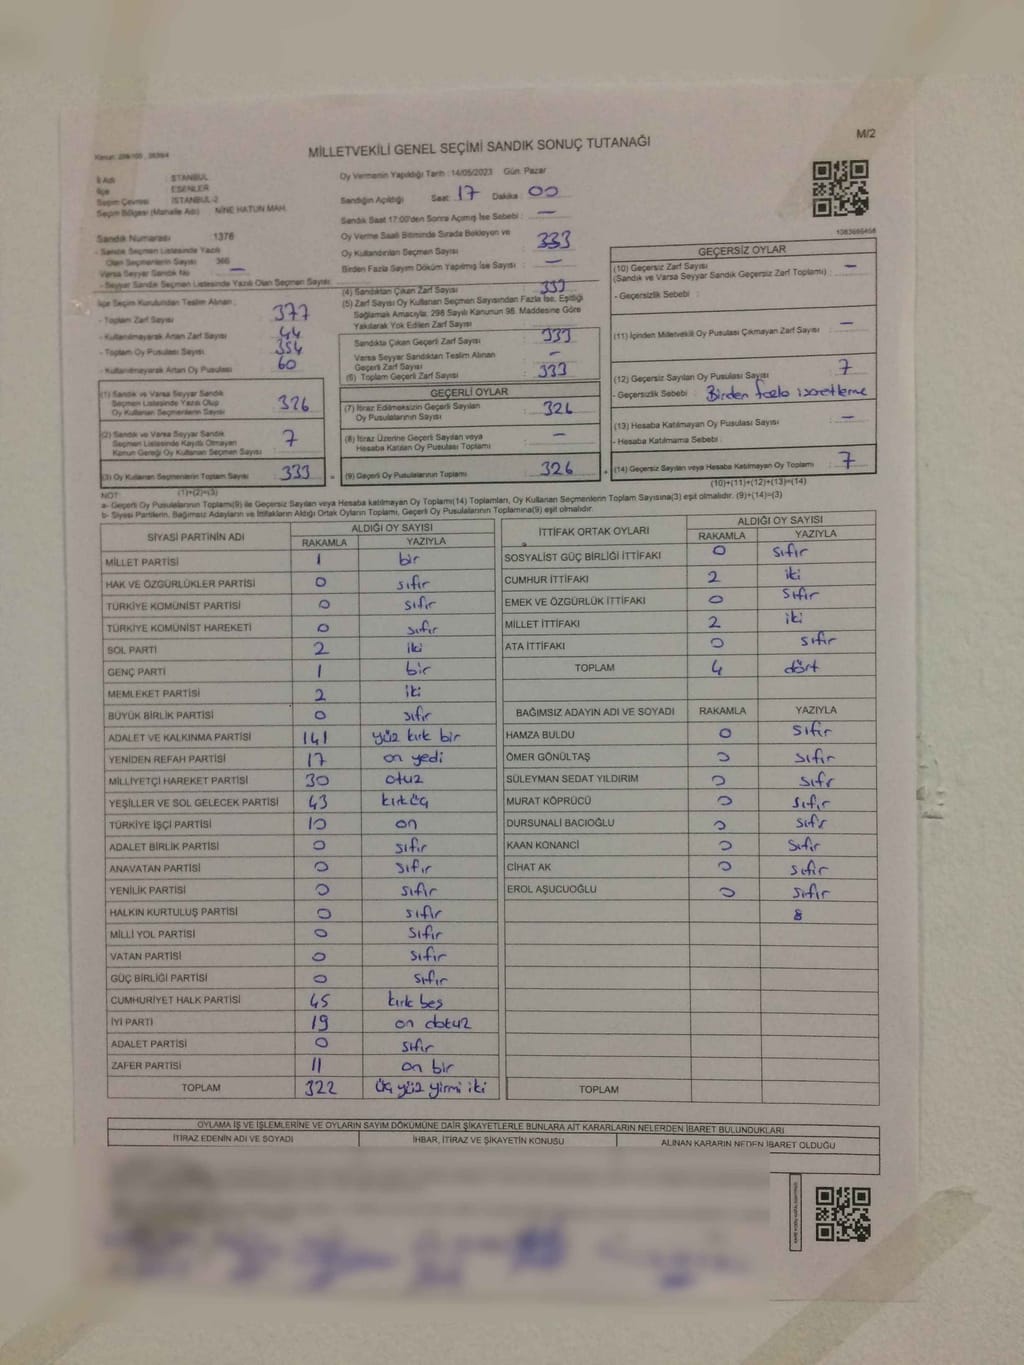 M/2
MİLLETVEKİLİ GENEL SEÇİMİ SANDIK SONUÇ TUTANAĞI
İl Adı : İSTANBUL
İlçe : ESENLER
Seçim Çevresi : İSTANBUL-2
Seçim Bölgesi (Mahalle Adı) : NİNE HATUN MAH.
Oy Vermenin Yapıldığı Tarih : 14/05/2023 Gün: Pazar
Sandığın Açıldığı Saat: 17 Dakika: 00
Sandık Saat 17:00'den Sonra Açılmış İse Sebebi : —
Sandık Numarası : 1376
- Sandık Seçmen Listesinde Yazılı
Olan Seçmenlerin Sayısı : 366
Varsa Seyyar Sandık No : —
- Seyyar Sandık Seçmen Listesinde Yazılı Olan Seçmen Sayısı :
Oy Verme Saati Bitiminde Sırada Bekleyen ve
Oy Kullandırılan Seçmen Sayısı : 333
Birden Fazla Sayım Döküm Yapılmış İse Sayısı : —
İlçe Seçim Kurulundan Teslim Alınan :
- Toplam Zarf Sayısı 377
- Kullanılmayarak Artan Zarf Sayısı 44
- Toplam Oy Pusulası Sayısı 354
- Kullanılmayarak Artan Oy Pusulası 60
(4) Sandıktan Çıkan Zarf Sayısı : 333
(5) Zarf Sayısı Oy Kullanan Seçmen Sayısından Fazla İse, Eşitliği
Sağlamak Amacıyla, 298 Sayılı Kanunun 98. Maddesine Göre
Yakılarak Yok Edilen Zarf Sayısı :
Sandıkta Çıkan Geçerli Zarf Sayısı : 333
Varsa Seyyar Sandıktan Teslim Alınan
Geçerli Zarf Sayısı : —
(6) Toplam Geçerli Zarf Sayısı : 333
(1) Sandık ve Varsa Seyyar Sandık
Seçmen Listesinde Yazılı Olup
Oy Kullanan Seçmenlerin Sayısı 326
(2) Sandık ve Varsa Seyyar Sandık
Seçmen Listesinde Kayıtlı Olmayan
Kanun Gereği Oy Kullanan Seçmen Sayısı 7
(3) Oy Kullanan Seçmenlerin Toplam Sayısı 333
(1)+(2)=(3)
GEÇERLİ OYLAR
(7) İtiraz Edilmeksizin Geçerli Sayılan
Oy Pusulalarının Sayısı 326
(8) İtiraz Üzerine Geçerli Sayılan veya
Hesaba Katılan Oy Pusulası Toplamı —
(9) Geçerli Oy Pusulalarının Toplamı 326
GEÇERSİZ OYLAR
(10) Geçersiz Zarf Sayısı
(Sandık ve Varsa Seyyar Sandık Geçersiz Zarf Toplamı) : —
- Geçersizlik Sebebi :
(11) İçinden Milletvekili Oy Pusulası Çıkmayan Zarf Sayısı : —
(12) Geçersiz Sayılan Oy Pusulası Sayısı : 7
- Geçersizlik Sebebi : Birden fazla işaretleme
(13) Hesaba Katılmayan Oy Pusulası Sayısı : —
- Hesaba Katılmama Sebebi :
(14) Geçersiz Sayılan veya Hesaba Katılmayan Oy Toplamı : 7
(10)+(11)+(12)+(13)=(14)
NOT:
a- Geçerli Oy Pusulalarının Toplamı(9) ile Geçersiz Sayılan veya Hesaba katılmayan Oy Toplamı(14) Toplamları, Oy Kullanan Seçmenlerin Toplam Sayısına(3) eşit olmalıdır. (9)+(14)=(3)
b- Siyasi Partilerin, Bağımsız Adayların ve İttifakların Aldığı Ortak Oyların Toplamı, Geçerli Oy Pusulalarının Toplamına(9) eşit olmalıdır.
SİYASİ PARTİNİN ADI ALDIĞI OY SAYISI
RAKAMLA YAZIYLA
MİLLET PARTİSİ 1 bir
HAK VE ÖZGÜRLÜKLER PARTİSİ 0 sıfır
TÜRKİYE KOMÜNİST PARTİSİ 0 sıfır
TÜRKİYE KOMÜNİST HAREKETİ 0 sıfır
SOL PARTİ 2 iki
GENÇ PARTİ 1 bir
MEMLEKET PARTİSİ 2 iki
BÜYÜK BİRLİK PARTİSİ 0 sıfır
ADALET VE KALKINMA PARTİSİ 141 yüz kırk bir
YENİDEN REFAH PARTİSİ 17 on yedi
MİLLİYETÇİ HAREKET PARTİSİ 30 otuz
YEŞİLLER VE SOL GELECEK PARTİSİ 43 kırküç
TÜRKİYE İŞÇİ PARTİSİ 10 on
ADALET BİRLİK PARTİSİ 0 sıfır
ANAVATAN PARTİSİ 0 sıfır
YENİLİK PARTİSİ 0 sıfır
HALKIN KURTULUŞ PARTİSİ 0 sıfır
MİLLİ YOL PARTİSİ 0 sıfır
VATAN PARTİSİ 0 sıfır
GÜÇ BİRLİĞİ PARTİSİ 0 sıfır
CUMHURİYET HALK PARTİSİ 45 kırk beş
İYİ PARTİ 19 on dokuz
ADALET PARTİSİ 0 sıfır
ZAFER PARTİSİ 11 on bir
TOPLAM 322 üç yüz yirmi iki
İTTİFAK ORTAK OYLARI ALDIĞI OY SAYISI
RAKAMLA YAZIYLA
SOSYALİST GÜÇ BİRLİĞİ İTTİFAKI 0 sıfır
CUMHUR İTTİFAKI 2 iki
EMEK VE ÖZGÜRLÜK İTTİFAKI 0 sıfır
MİLLET İTTİFAKI 2 iki
ATA İTTİFAKI 0 sıfır
TOPLAM 4 dört
BAĞIMSIZ ADAYIN ADI VE SOYADI RAKAMLA YAZIYLA
HAMZA BULDU 0 sıfır
ÖMER GÖNÜLTAŞ 0 sıfır
SÜLEYMAN SEDAT YILDIRIM 0 sıfır
MURAT KÖPRÜCÜ 0 sıfır
DURSUNALİ BACIOĞLU 0 sıfır
KAAN KONANCİ 0 sıfır
CİHAT AK 0 sıfır
EROL AŞUCUOĞLU 0 sıfır
8
TOPLAM
OYLAMA İŞ VE İŞLEMLERİNE VE OYLARIN SAYIM DÖKÜMÜNE DAİR ŞİKAYETLERLE BUNLARA AİT KARARLARIN NELERDEN İBARET BULUNDUKLARI
İTİRAZ EDENİN ADI VE SOYADI İHBAR, İTİRAZ VE ŞİKAYETİN KONUSU ALINAN KARARIN NEDEN İBARET OLDUĞU